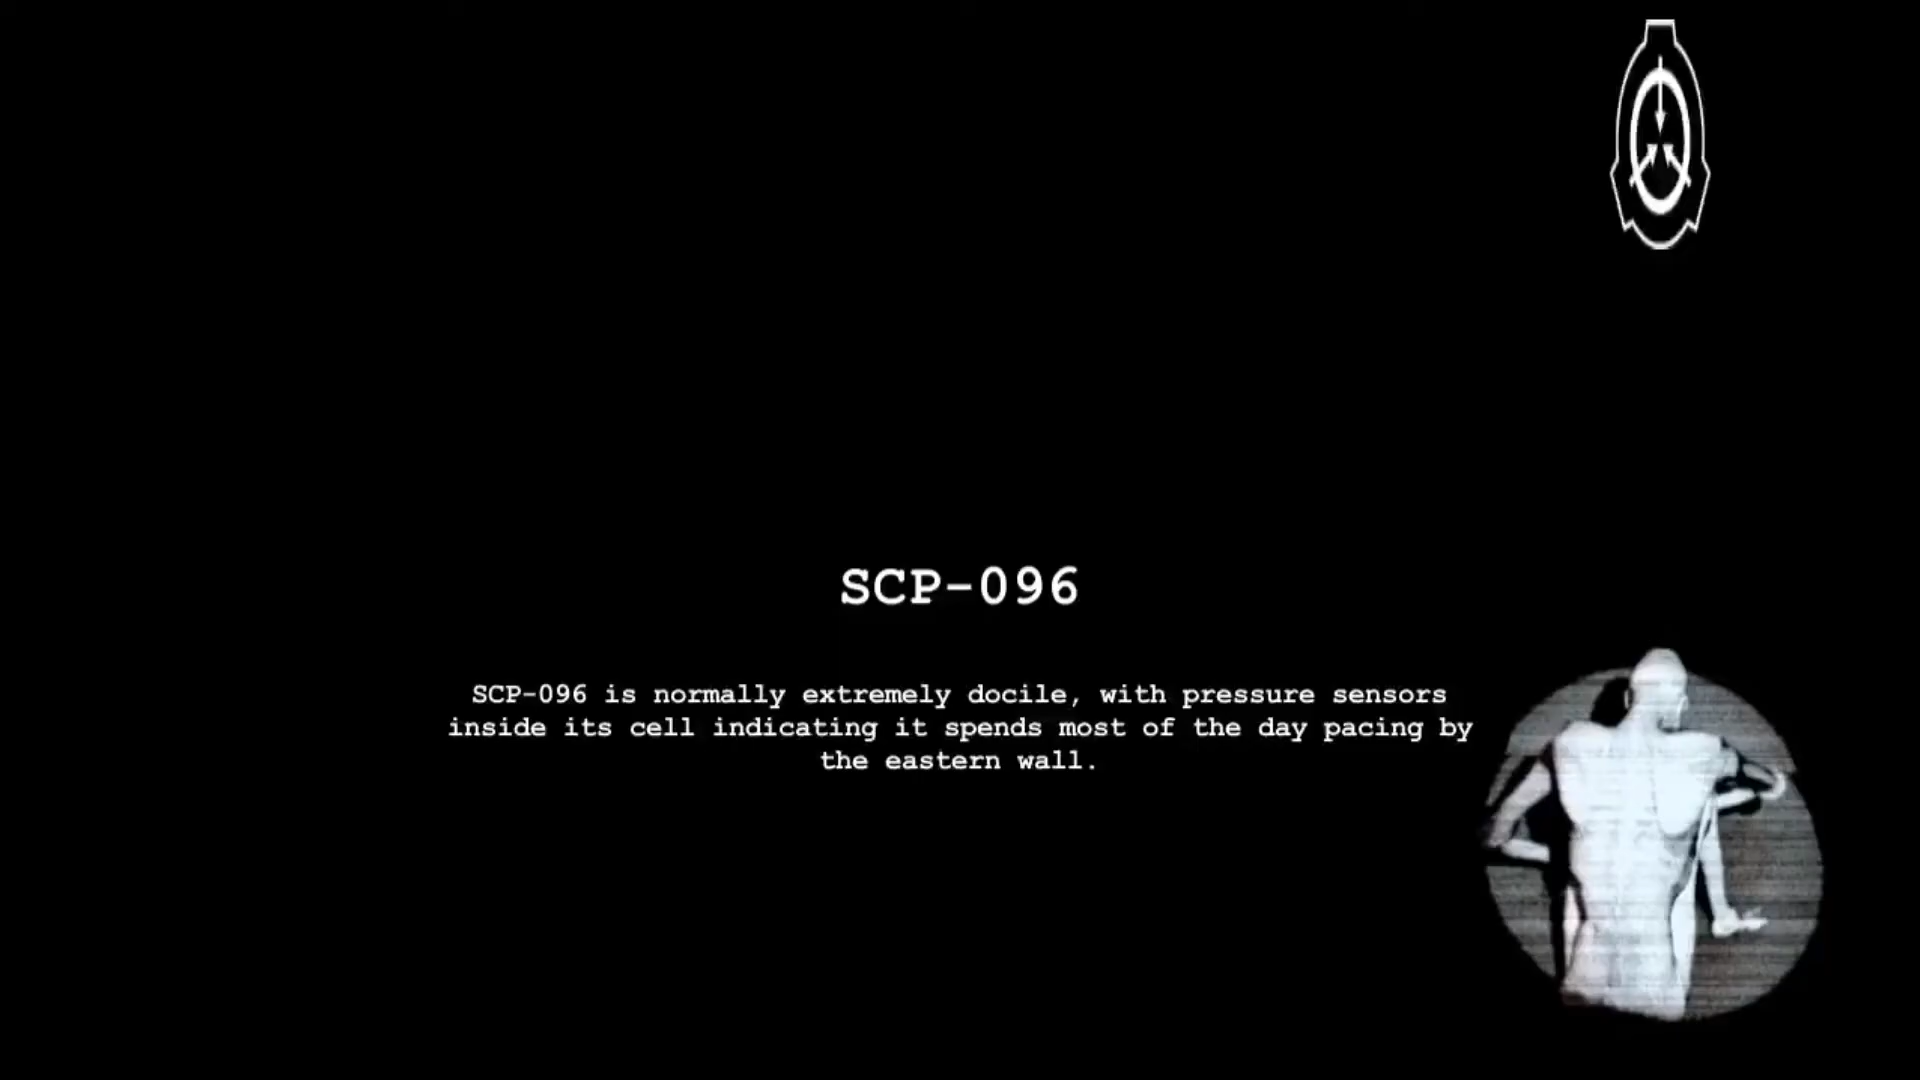 SCP-096
SCP-096 is normally extremely docile, with pressure sensors
inside its cell indicating it spends most of the day pacing by
the eastern wall.